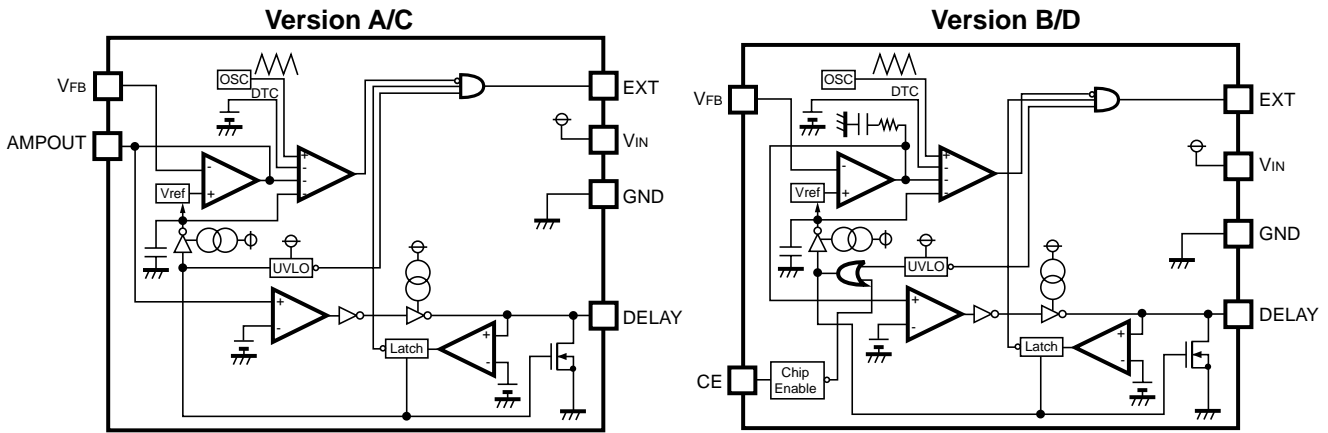 Version A/C
VFB
AMPOUT
OSC
DTC
+
-
-
-
-
+
Vref
UVLO
+
-
Latch
+
-
EXT
VIN
GND
DELAY
Version B/D
VFB
CE
OSC
DTC
+
-
-
-
-
+
Vref
UVLO
+
-
Latch
+
-
Chip
Enable
EXT
VIN
GND
DELAY